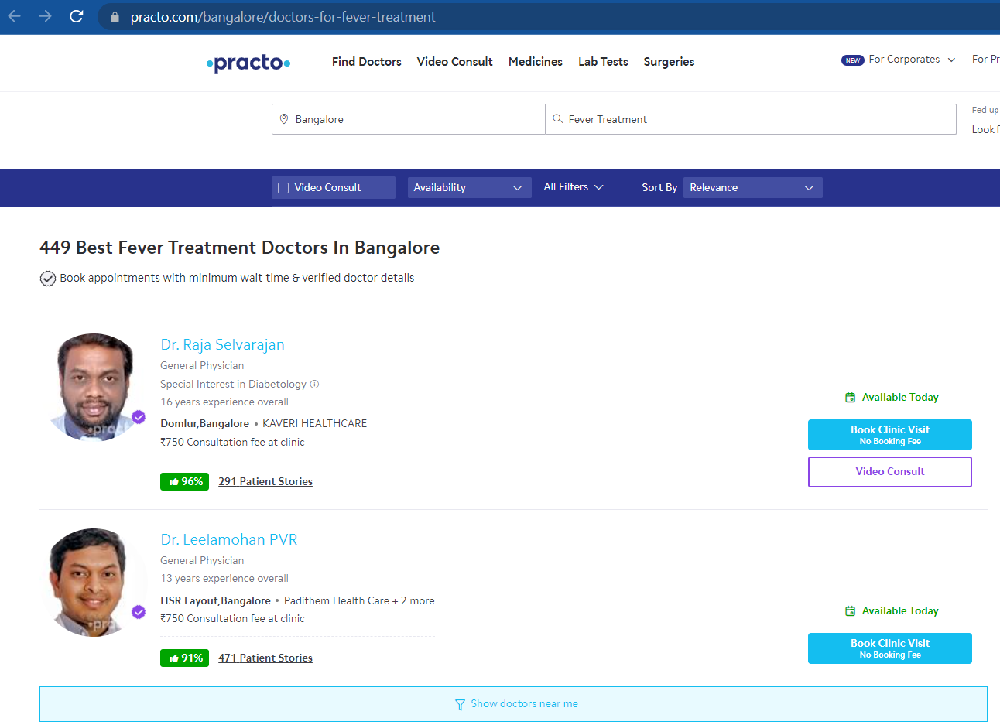 practo.com/bangalore/doctors-for-fever-treatment
practo
Find Doctors Video Consult Medicines Lab Tests Surgeries
NEW For Corporates For Pr
Bangalore
Fever Treatment
Fed up
Look f
Video Consult
Availability
All Filters
Sort By Relevance
449 Best Fever Treatment Doctors In Bangalore
Book appointments with minimum wait-time & verified doctor details
Dr. Raja Selvarajan
General Physician
Special Interest in Diabetology
16 years experience overall
Domlur,Bangalore • KAVERI HEALTHCARE
₹750 Consultation fee at clinic
96% 291 Patient Stories
Available Today
Book Clinic Visit
No Booking Fee
Video Consult
Dr. Leelamohan PVR
General Physician
13 years experience overall
HSR Layout,Bangalore • Padithem Health Care + 2 more
₹750 Consultation fee at clinic
91% 471 Patient Stories
Available Today
Book Clinic Visit
No Booking Fee
Show doctors near me